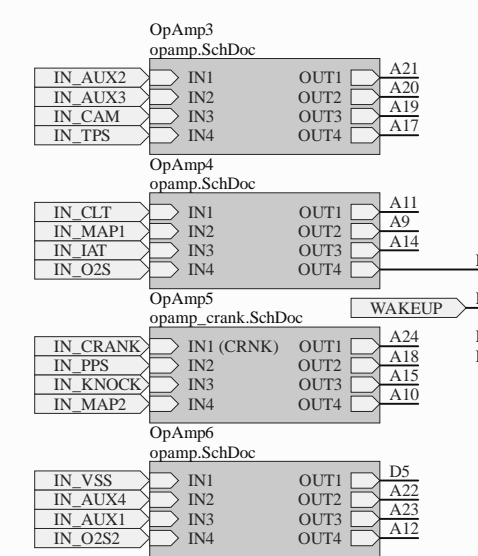 OpAmp3
opamp.SchDoc
IN_AUX2 IN1 OUT1 A21
IN_AUX3 IN2 OUT2 A20
IN_CAM IN3 OUT3 A19
IN_TPS IN4 OUT4 A17
OpAmp4
opamp.SchDoc
IN_CLT IN1 OUT1 A11
IN_MAP1 IN2 OUT2 A9
IN_IAT IN3 OUT3 A14
IN_O2S IN4 OUT4
OpAmp5
WAKEUP
opamp_crank.SchDoc
IN_CRANK IN1 (CRNK) OUT1 A24
IN_PPS IN2 OUT2 A18
IN_KNOCK IN3 OUT3 A15
IN_MAP2 IN4 OUT4 A10
OpAmp6
opamp.SchDoc
IN_VSS IN1 OUT1 D5
IN_AUX4 IN2 OUT2 A22
IN_AUX1 IN3 OUT3 A23
IN_O2S2 IN4 OUT4 A12